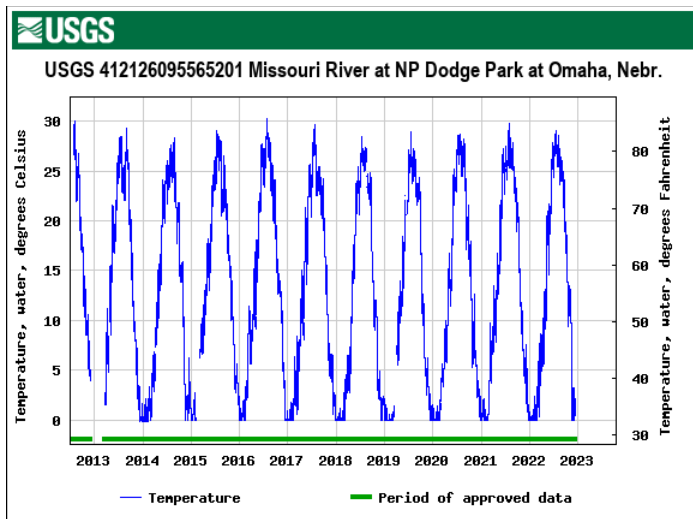 USGS
USGS 412126095565201 Missouri River at NP Dodge Park at Omaha, Nebr.
Temperature, water, degrees Celsius
30
25
20
15
10
5
0
Temperature, water, degrees Fahrenheit
80
70
60
50
40
30
2013 2014 2015 2016 2017 2018 2019 2020 2021 2022 2023
Temperature Period of approved data